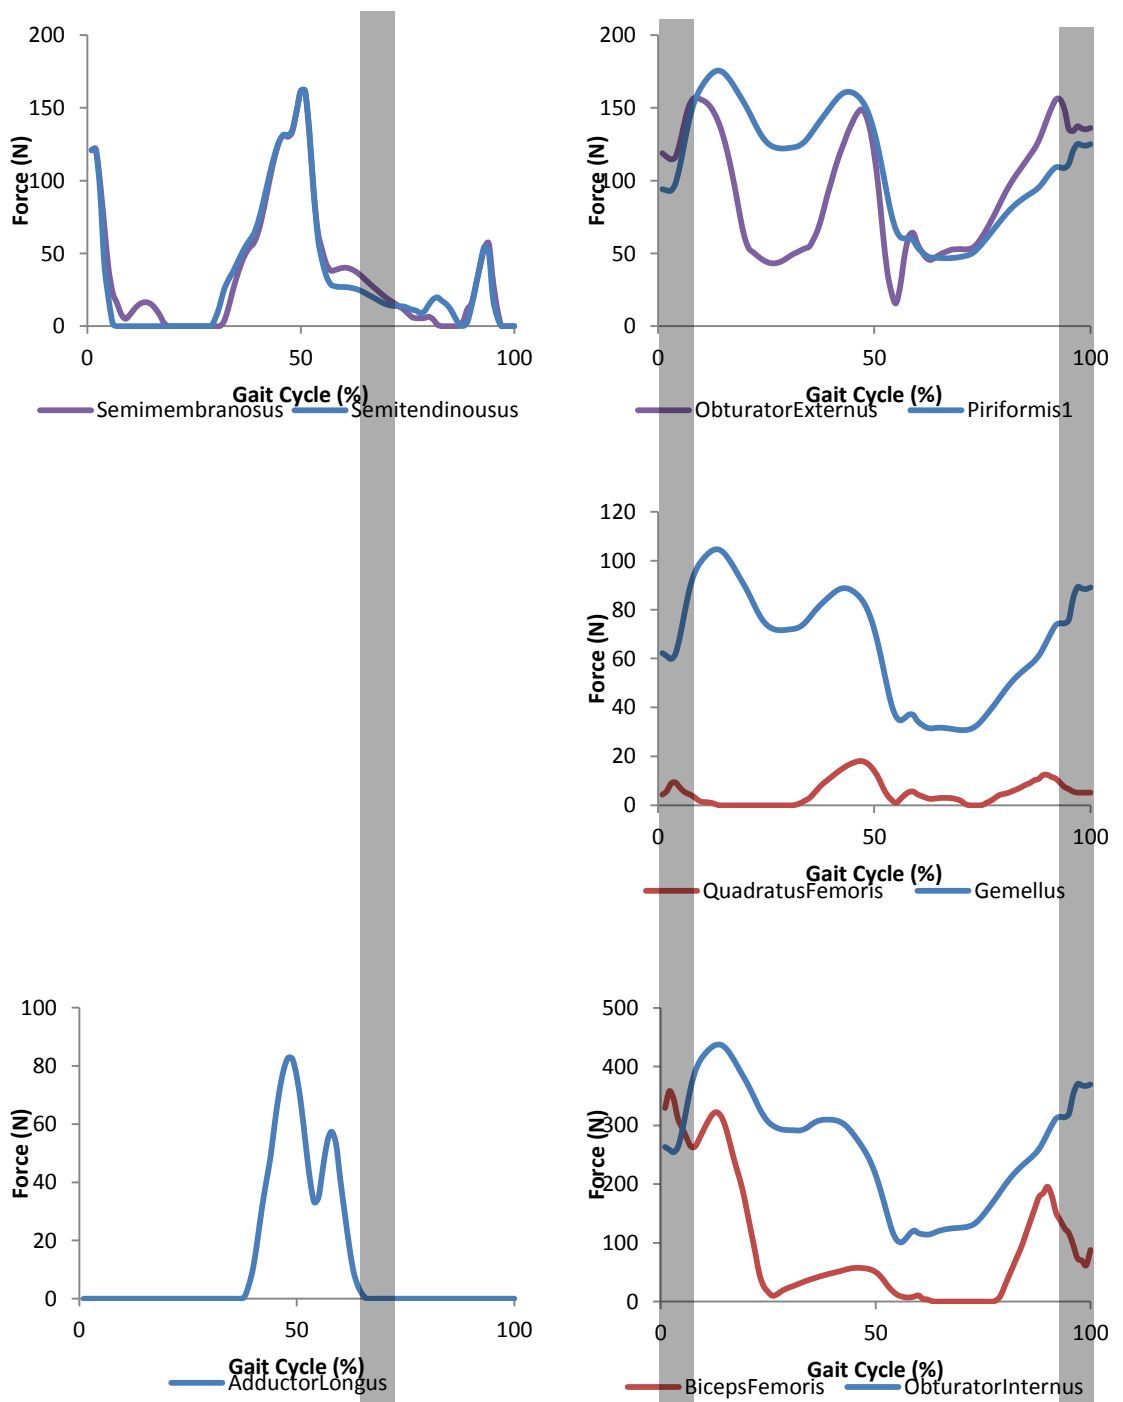 200
150
100
50
0
Force (N)
0 50 100
Gait Cycle (%)
Semimembranosus Semitendinousus
200
150
100
50
0
Force (N)
0 50 100
Gait Cycle (%)
ObturatorExternus Piriformis1
120
100
80
60
40
20
0
Force (N)
0 50 100
Gait Cycle (%)
QuadratusFemoris Gemellus
100
80
60
40
20
0
Force (N)
0 50 100
Gait Cycle (%)
AdductorLongus
500
400
300
200
100
0
Force (N)
0 50 100
Gait Cycle (%)
BicepsFemoris ObturatorInternus